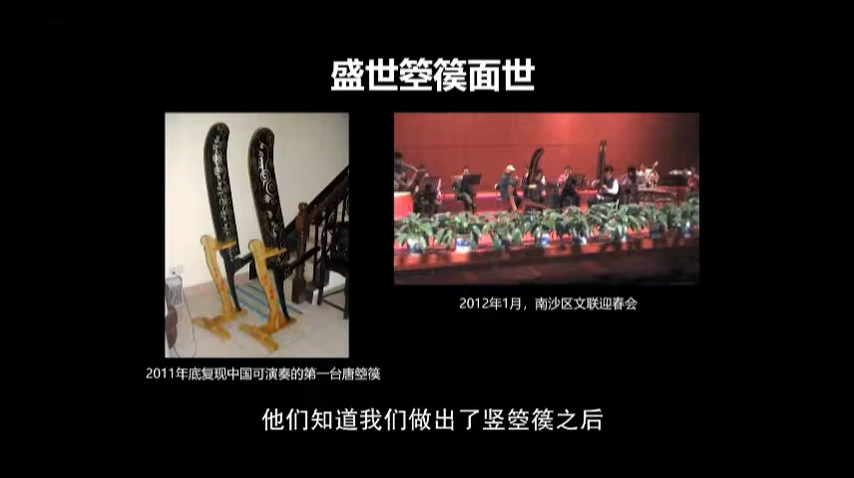 盛世箜篌面世
2012年1月，南沙区文联迎春会
2011年底复现中国可演奏的第一台唐箜篌
他们知道我们做出了竖箜篌之后